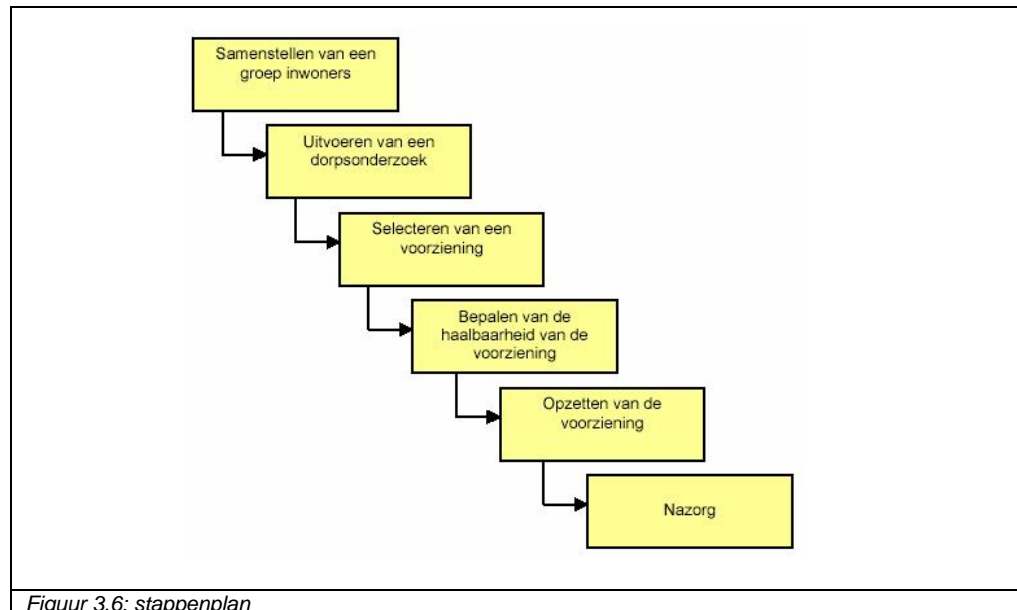 Samenstellen van een
groep inwoners
Uitvoeren van een
dorpsonderzoek
Selecteren van een
voorziening
Bepalen van de
haalbaarheid van de
voorziening
Opzetten van de
voorziening
Nazorg
Figuur 3.6: stappenplan